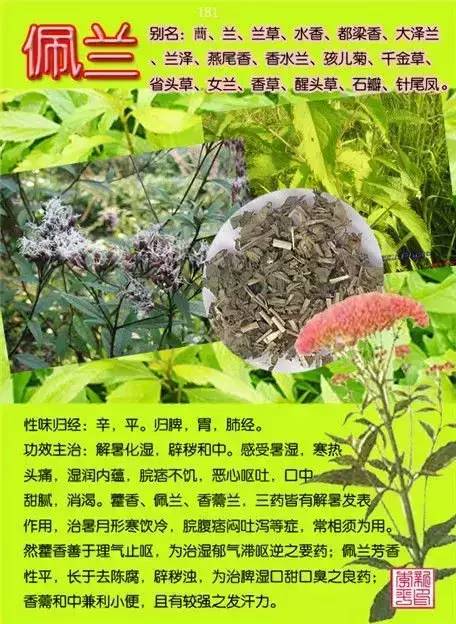 181
佩兰
别名：蕳、兰、兰草、水香、都梁香、大泽兰
、兰泽、燕尾香、香水兰、孩儿菊、千金草、
省头草、女兰、香草、醒头草、石瓣、针尾凤。
性味归经：辛，平。归脾，胃，肺经。
功效主治：解暑化湿，辟秽和中。感受暑湿，寒热
头痛，湿润内蕴，脘痞不饥，恶心呕吐，口中
甜腻，消渴。藿香、佩兰、香薷兰，三药皆有解暑发表
作用，治暑月形寒饮冷，脘腹痞闷吐泻等症，常相须为用。
然藿香善于理气止呕，为治湿郁气滞呕逆之要药；佩兰芳香
性平，长于去陈腐，辟秽浊，为治脾湿口甜口臭之良药；
香薷和中兼利小便，且有较强之发汗力。